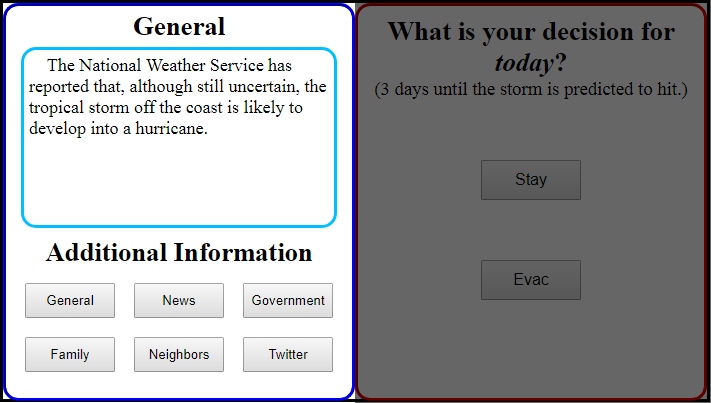 General
The National Weather Service has
reported that, although still uncertain, the
tropical storm off the coast is likely to
develop into a hurricane.
Additional Information
General
News
Government
Family
Neighbors
Twitter
What is your decision for
today?
(3 days until the storm is predicted to hit.)
Stay
Evac